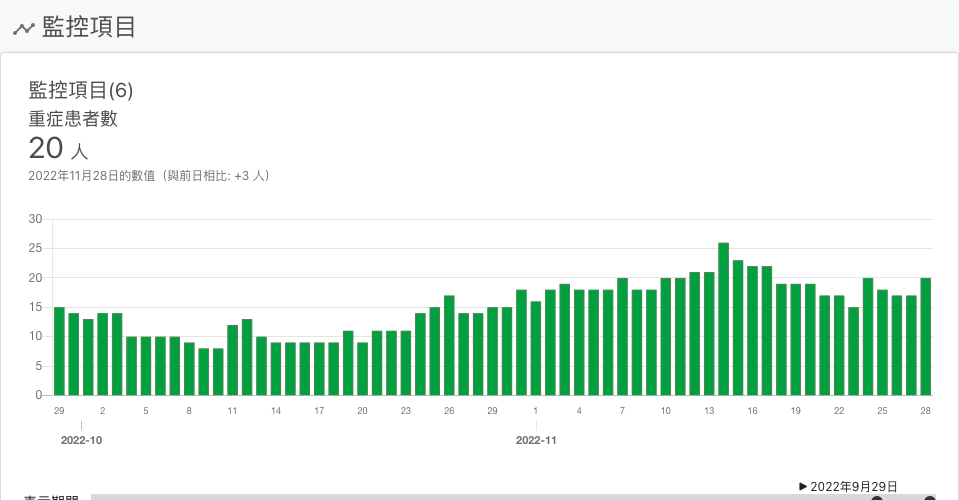 監控項目
監控項目(6)
重症患者數
20 人
2022年11月28日的數值（與前日相比: +3 人）
30
25
20
15
10
5
0
29 2 5 8 11 14 17 20 23 26 29 1 4 7 10 13 16 19 22 25 28
2022-10 2022-11
▶ 2022年9月29日
表示期間